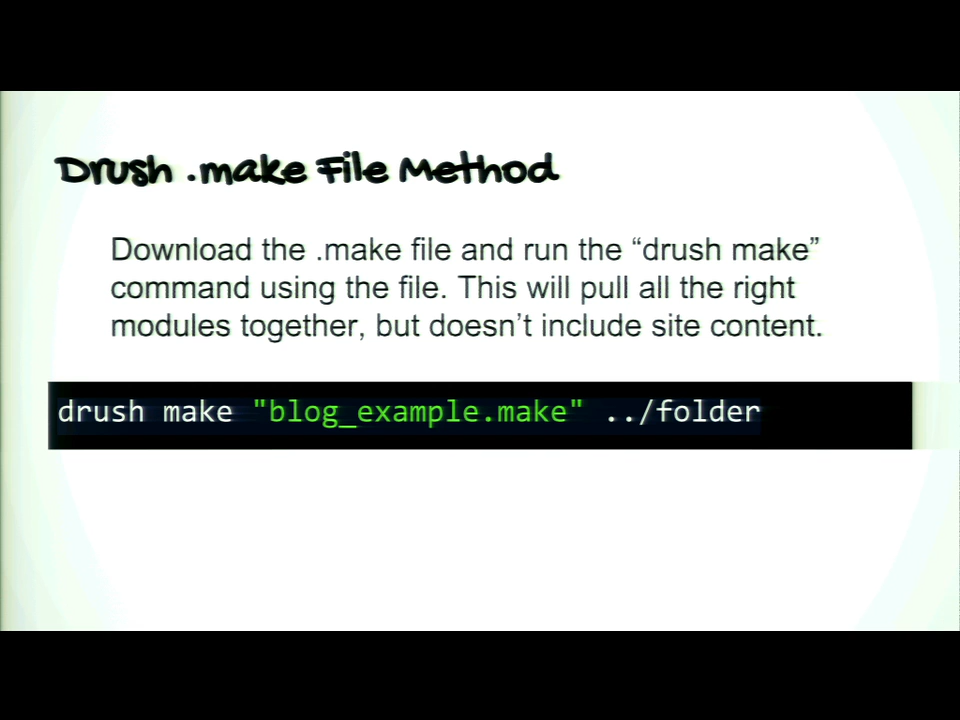 Drush .make File Method
Download the .make file and run the “drush make”
command using the file. This will pull all the right
modules together, but doesn’t include site content.
drush make "blog_example.make" ../folder